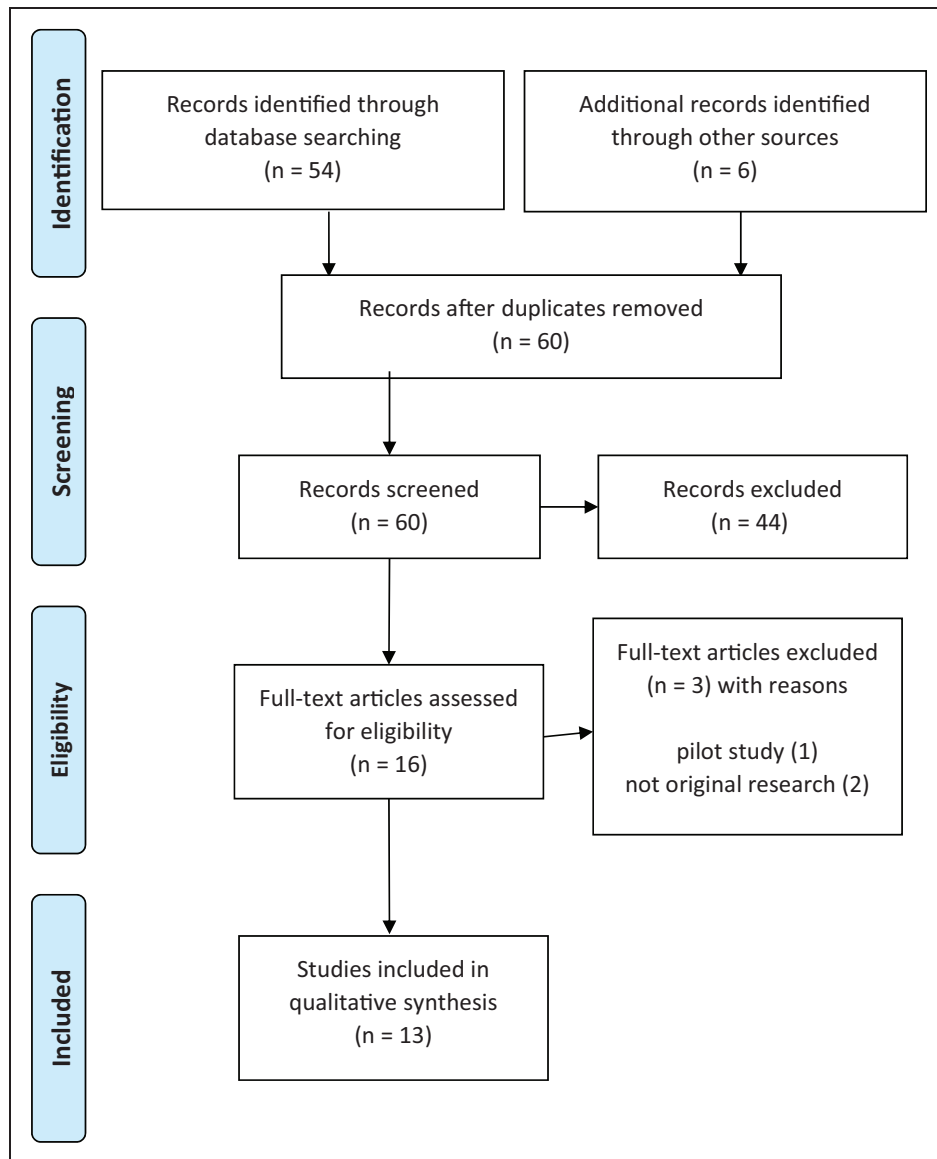 Identification
Records identified through
database searching
(n = 54)
Additional records identified
through other sources
(n = 6)
Records after duplicates removed
(n = 60)
Screening
Records screened
(n = 60)
Records excluded
(n = 44)
Eligibility
Full-text articles assessed
for eligibility
(n = 16)
Full-text articles excluded
(n = 3) with reasons
pilot study (1)
not original research (2)
Included
Studies included in
qualitative synthesis
(n = 13)